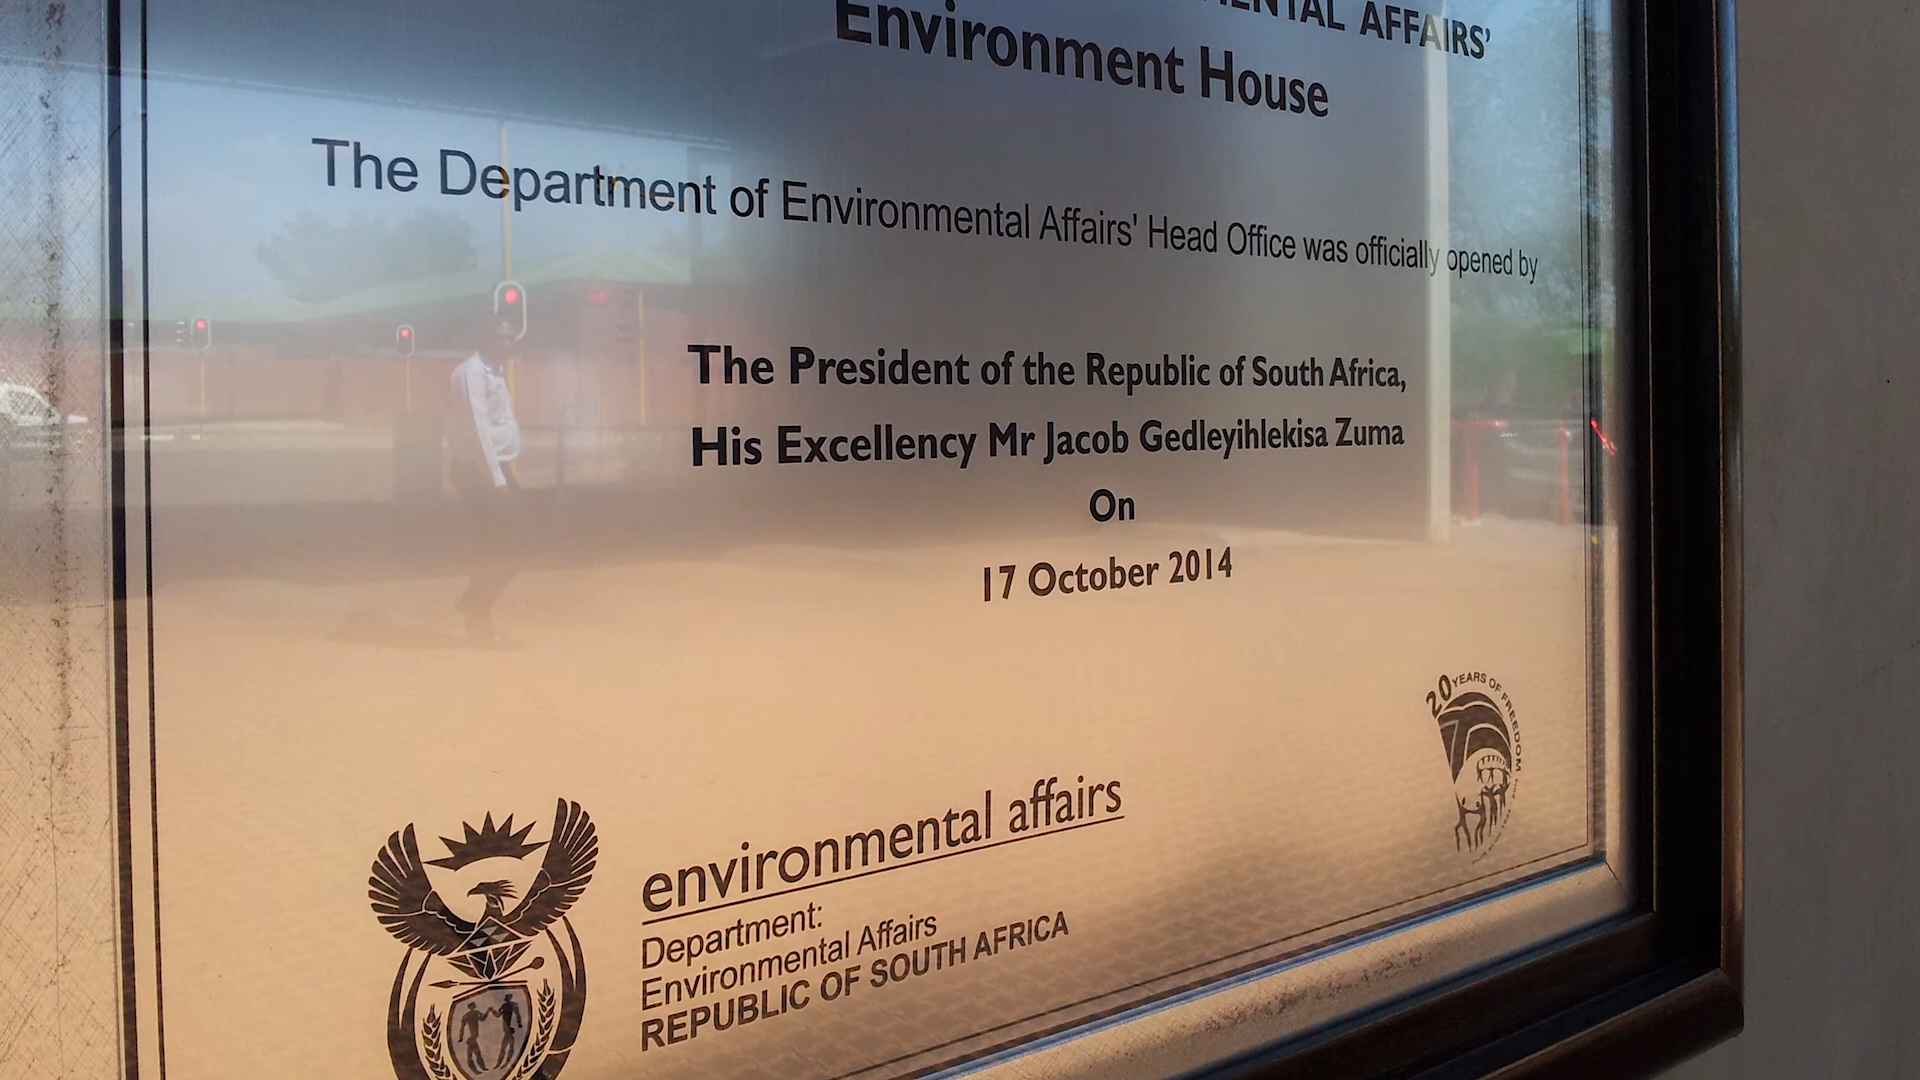 AFFAIRS'
Environment House
The Department of Environmental Affairs' Head Office was officially opened by
The President of the Republic of South Africa,
His Excellency Mr Jacob Gedleyihlekisa Zuma
On
17 October 2014
20 YEARS OF FREEDOM
environmental affairs
Department:
Environmental Affairs
REPUBLIC OF SOUTH AFRICA